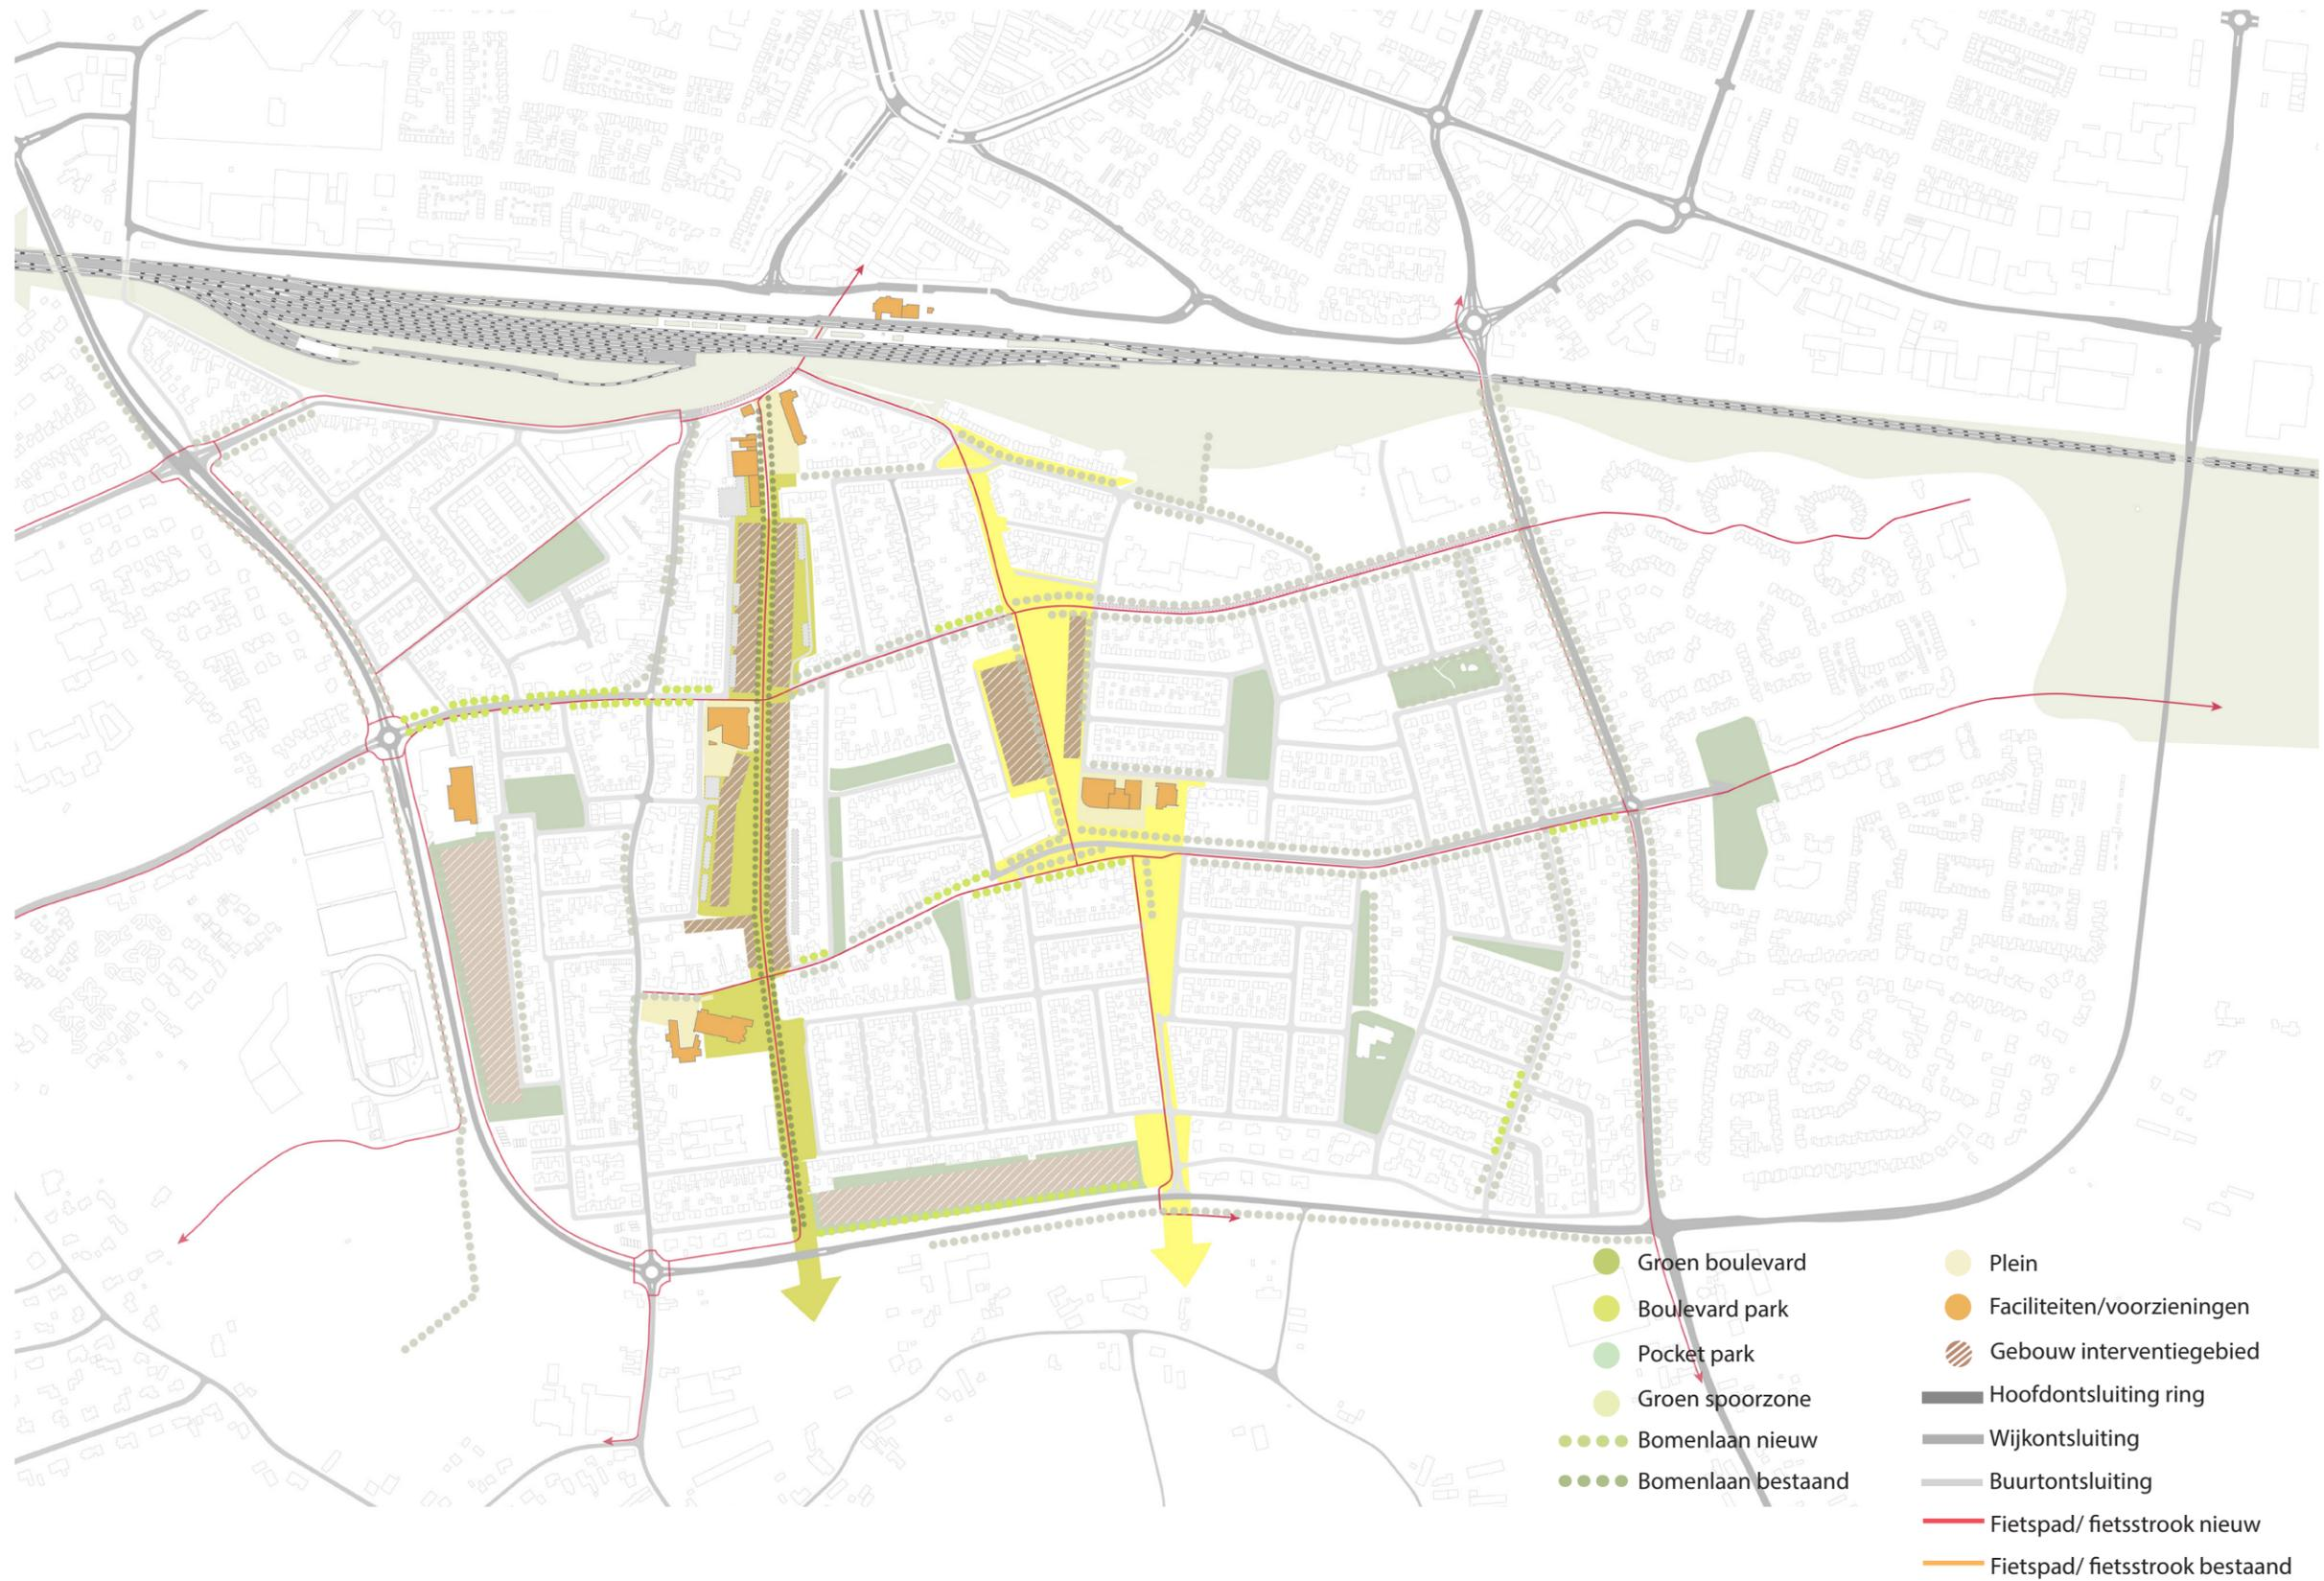 Groen boulevard
Boulevard park
Pocket park
Groen spoorzone
Bomenlaan nieuw
Bomenlaan bestaand
Plein
Faciliteiten/voorzieningen
Gebouw interventiegebied
Hoofdontsluiting ring
Wijkontsluiting
Buurtontsluiting
Fietspad/ fietsstrook nieuw
Fietspad/ fietsstrook bestaand